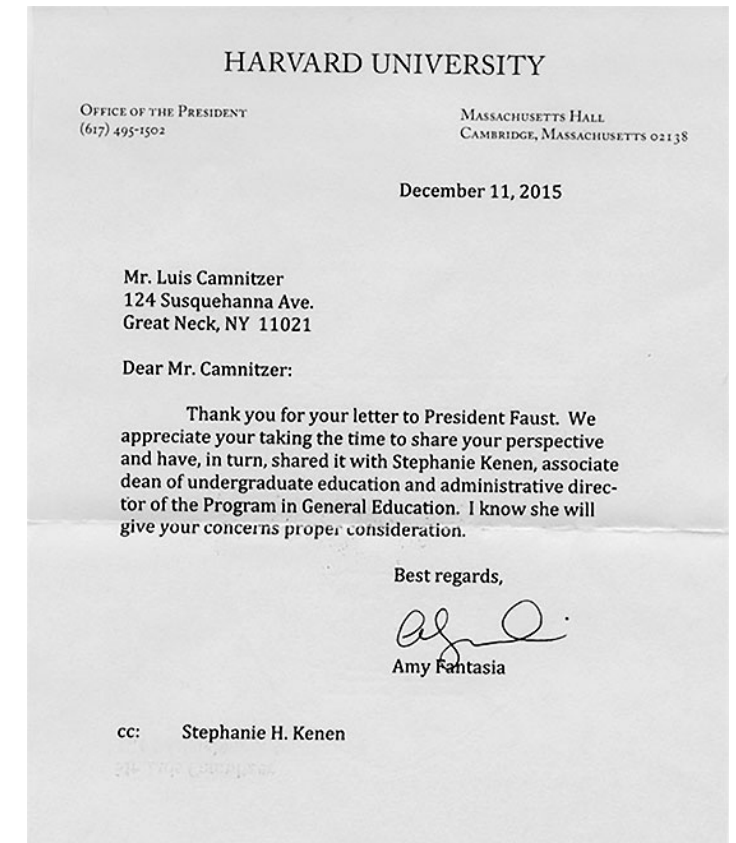 HARVARD UNIVERSITY
OFFICE OF THE PRESIDENT
(617) 495-1502
MASSACHUSETTS HALL
CAMBRIDGE, MASSACHUSETTS 02138
December 11, 2015
Mr. Luis Camnitzer
124 Susquehanna Ave.
Great Neck, NY 11021
Dear Mr. Camnitzer:
Thank you for your letter to President Faust. We
appreciate your taking the time to share your perspective
and have, in turn, shared it with Stephanie Kenen, associate
dean of undergraduate education and administrative direc-
tor of the Program in General Education. I know she will
give your concerns proper consideration.
Best regards,
Amy Fantasia
cc: Stephanie H. Kenen